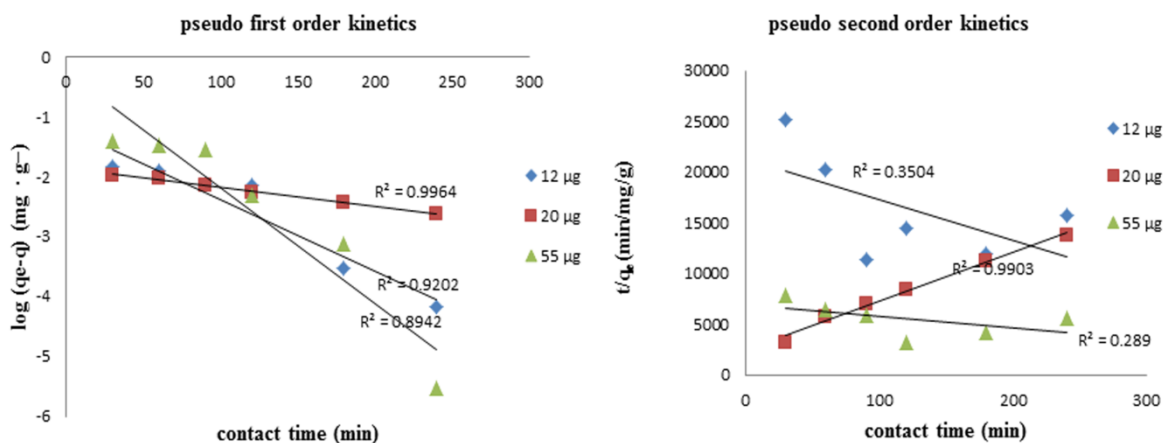 pseudo first order kinetics
0
0
50
100
150
200
250
300
-1
-2
-3
-4
-5
-6
log (qe-q) (mg · g–)
contact time (min)
R² = 0.9964
R² = 0.9202
R² = 0.8942
12 µg
20 µg
55 µg
pseudo second order kinetics
30000
25000
20000
15000
10000
5000
0
0
100
200
300
t/q (min/mg/g)
contact time (min)
R² = 0.3504
R² = 0.9903
R² = 0.289
12 µg
20 µg
55 µg